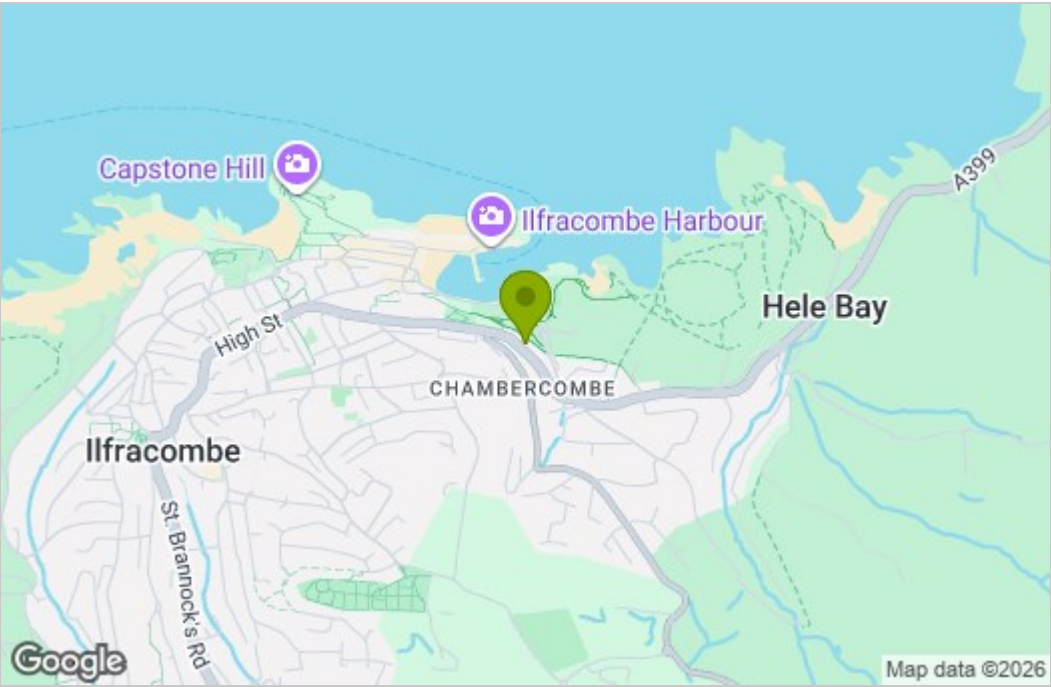 A399
Capstone Hill
Ilfracombe Harbour
Hele Bay
High St
CHAMBERCOMBE
Ilfracombe
St. Brannock's Rd
Google
Map data ©2026